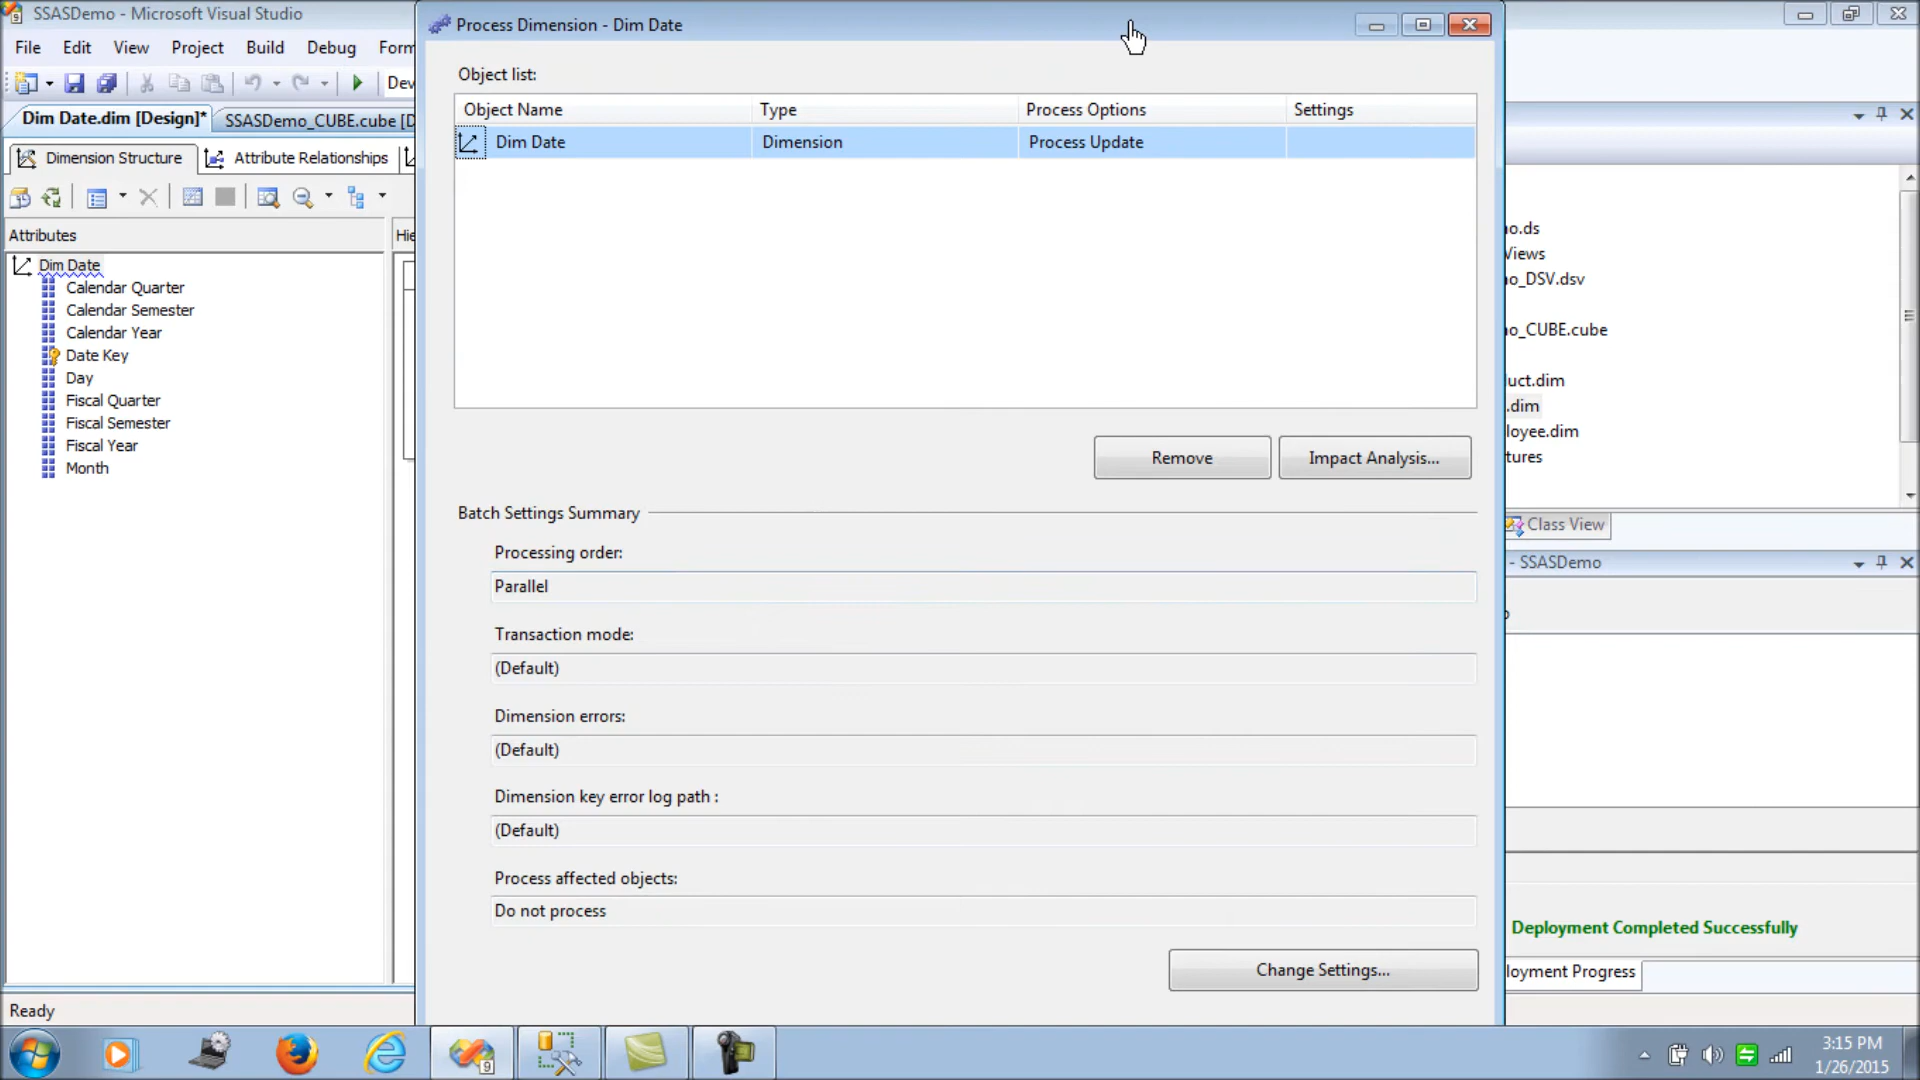 SSASDemo - Microsoft Visual Studio
File Edit View Project Build Debug Form
Dev
Dim Date.dim [Design]* SSASDemo_CUBE.cube [D
Dimension Structure Attribute Relationships
Attributes
Hie
Dim Date
Calendar Quarter
Calendar Semester
Calendar Year
Date Key
Day
Fiscal Quarter
Fiscal Semester
Fiscal Year
Month
Ready
Process Dimension - Dim Date
Object list:
Object Name Type Process Options Settings
Dim Date Dimension Process Update
Remove Impact Analysis...
Batch Settings Summary
Processing order:
Parallel
Transaction mode:
(Default)
Dimension errors:
(Default)
Dimension key error log path :
(Default)
Process affected objects:
Do not process
Change Settings...
o.ds
Views
o_DSV.dsv
o_CUBE.cube
uct.dim
.dim
loyee.dim
tures
Class View
- SSASDemo
Deployment Completed Successfully
loyment Progress
3:15 PM
1/26/2015